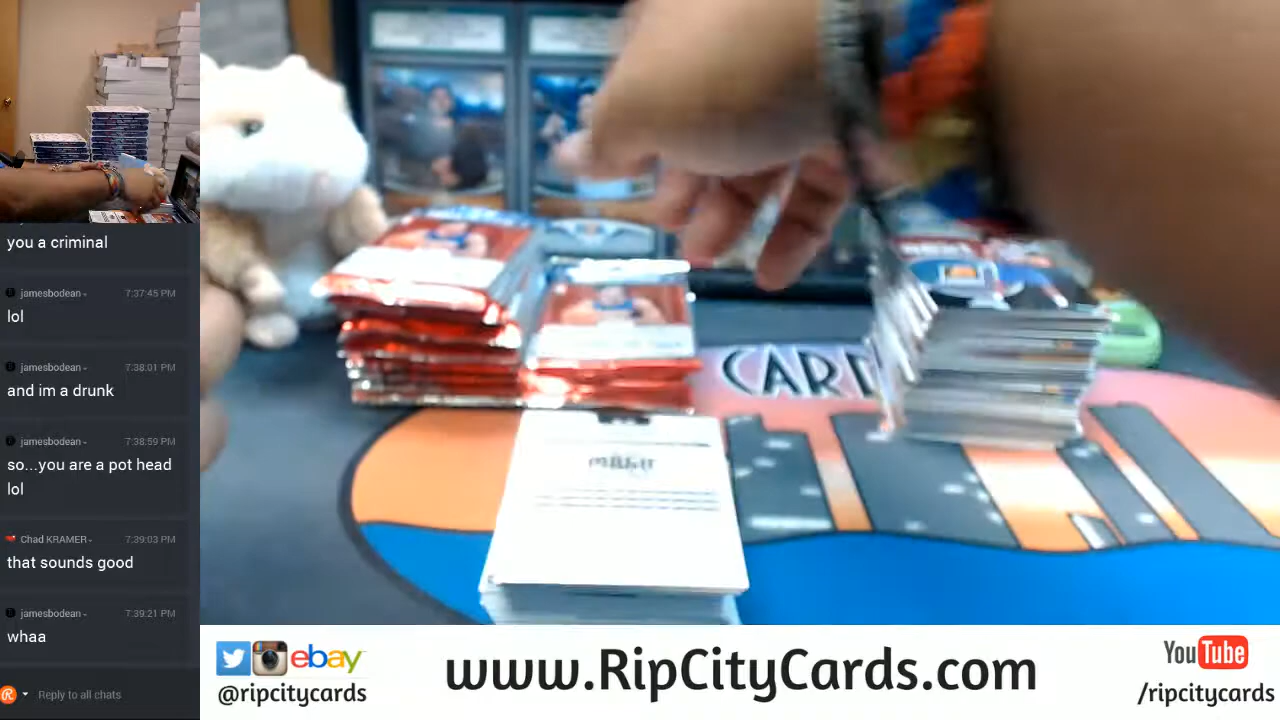 you a criminal
jamesbodean
7:37:45 PM
lol
jamesbodean
7:38:01 PM
and im a drunk
jamesbodean
7:38:59 PM
so...you are a pot head
lol
Chad KRAMER
7:39:03 PM
that sounds good
jamesbodean
7:39:21 PM
whaa
Reply to all chats
CARD
ebay
@ripcitycards
www.RipCityCards.com
YouTube
/ripcitycards